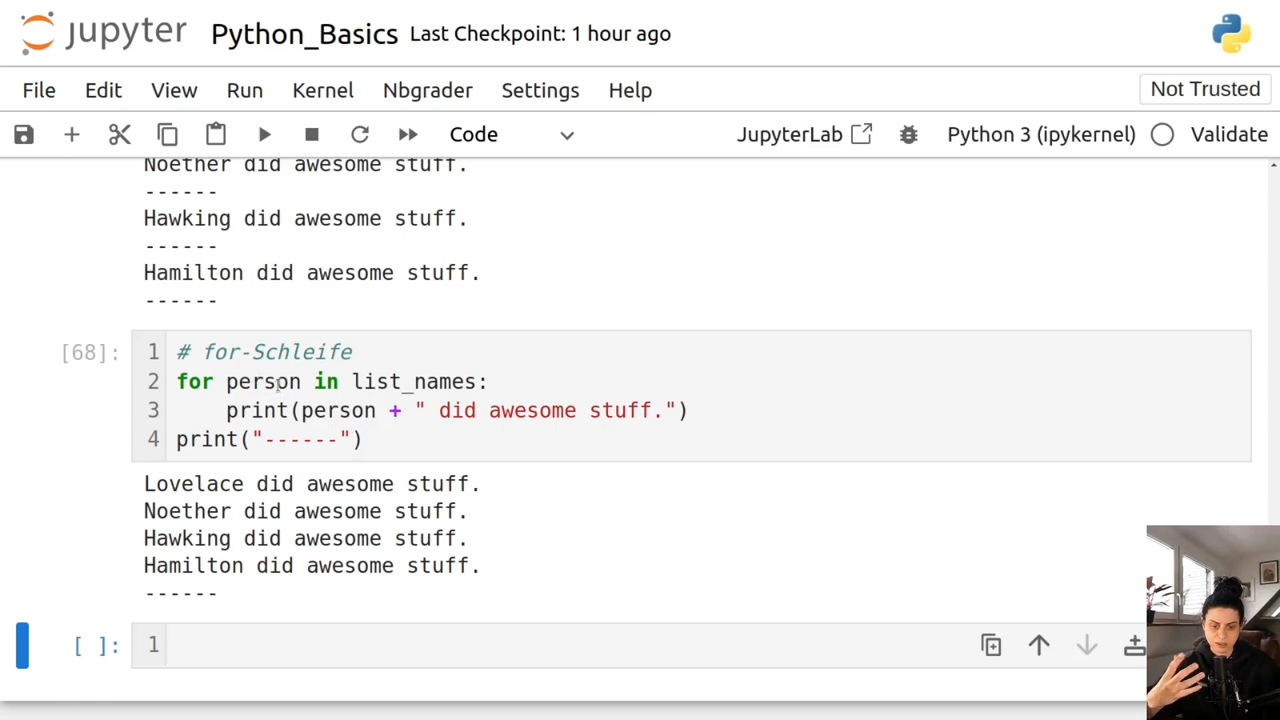 jupyter Python_Basics Last Checkpoint: 1 hour ago
File Edit View Run Kernel Nbgrader Settings Help Not Trusted
Code JupyterLab Python 3 (ipykernel) Validate
Noether did awesome stuff.
------
Hawking did awesome stuff.
------
Hamilton did awesome stuff.
------
[68]: 1 # for-Schleife
2 for person in list_names:
3 print(person + " did awesome stuff.")
4 print("------")
Lovelace did awesome stuff.
Noether did awesome stuff.
Hawking did awesome stuff.
Hamilton did awesome stuff.
------
[ ]: 1